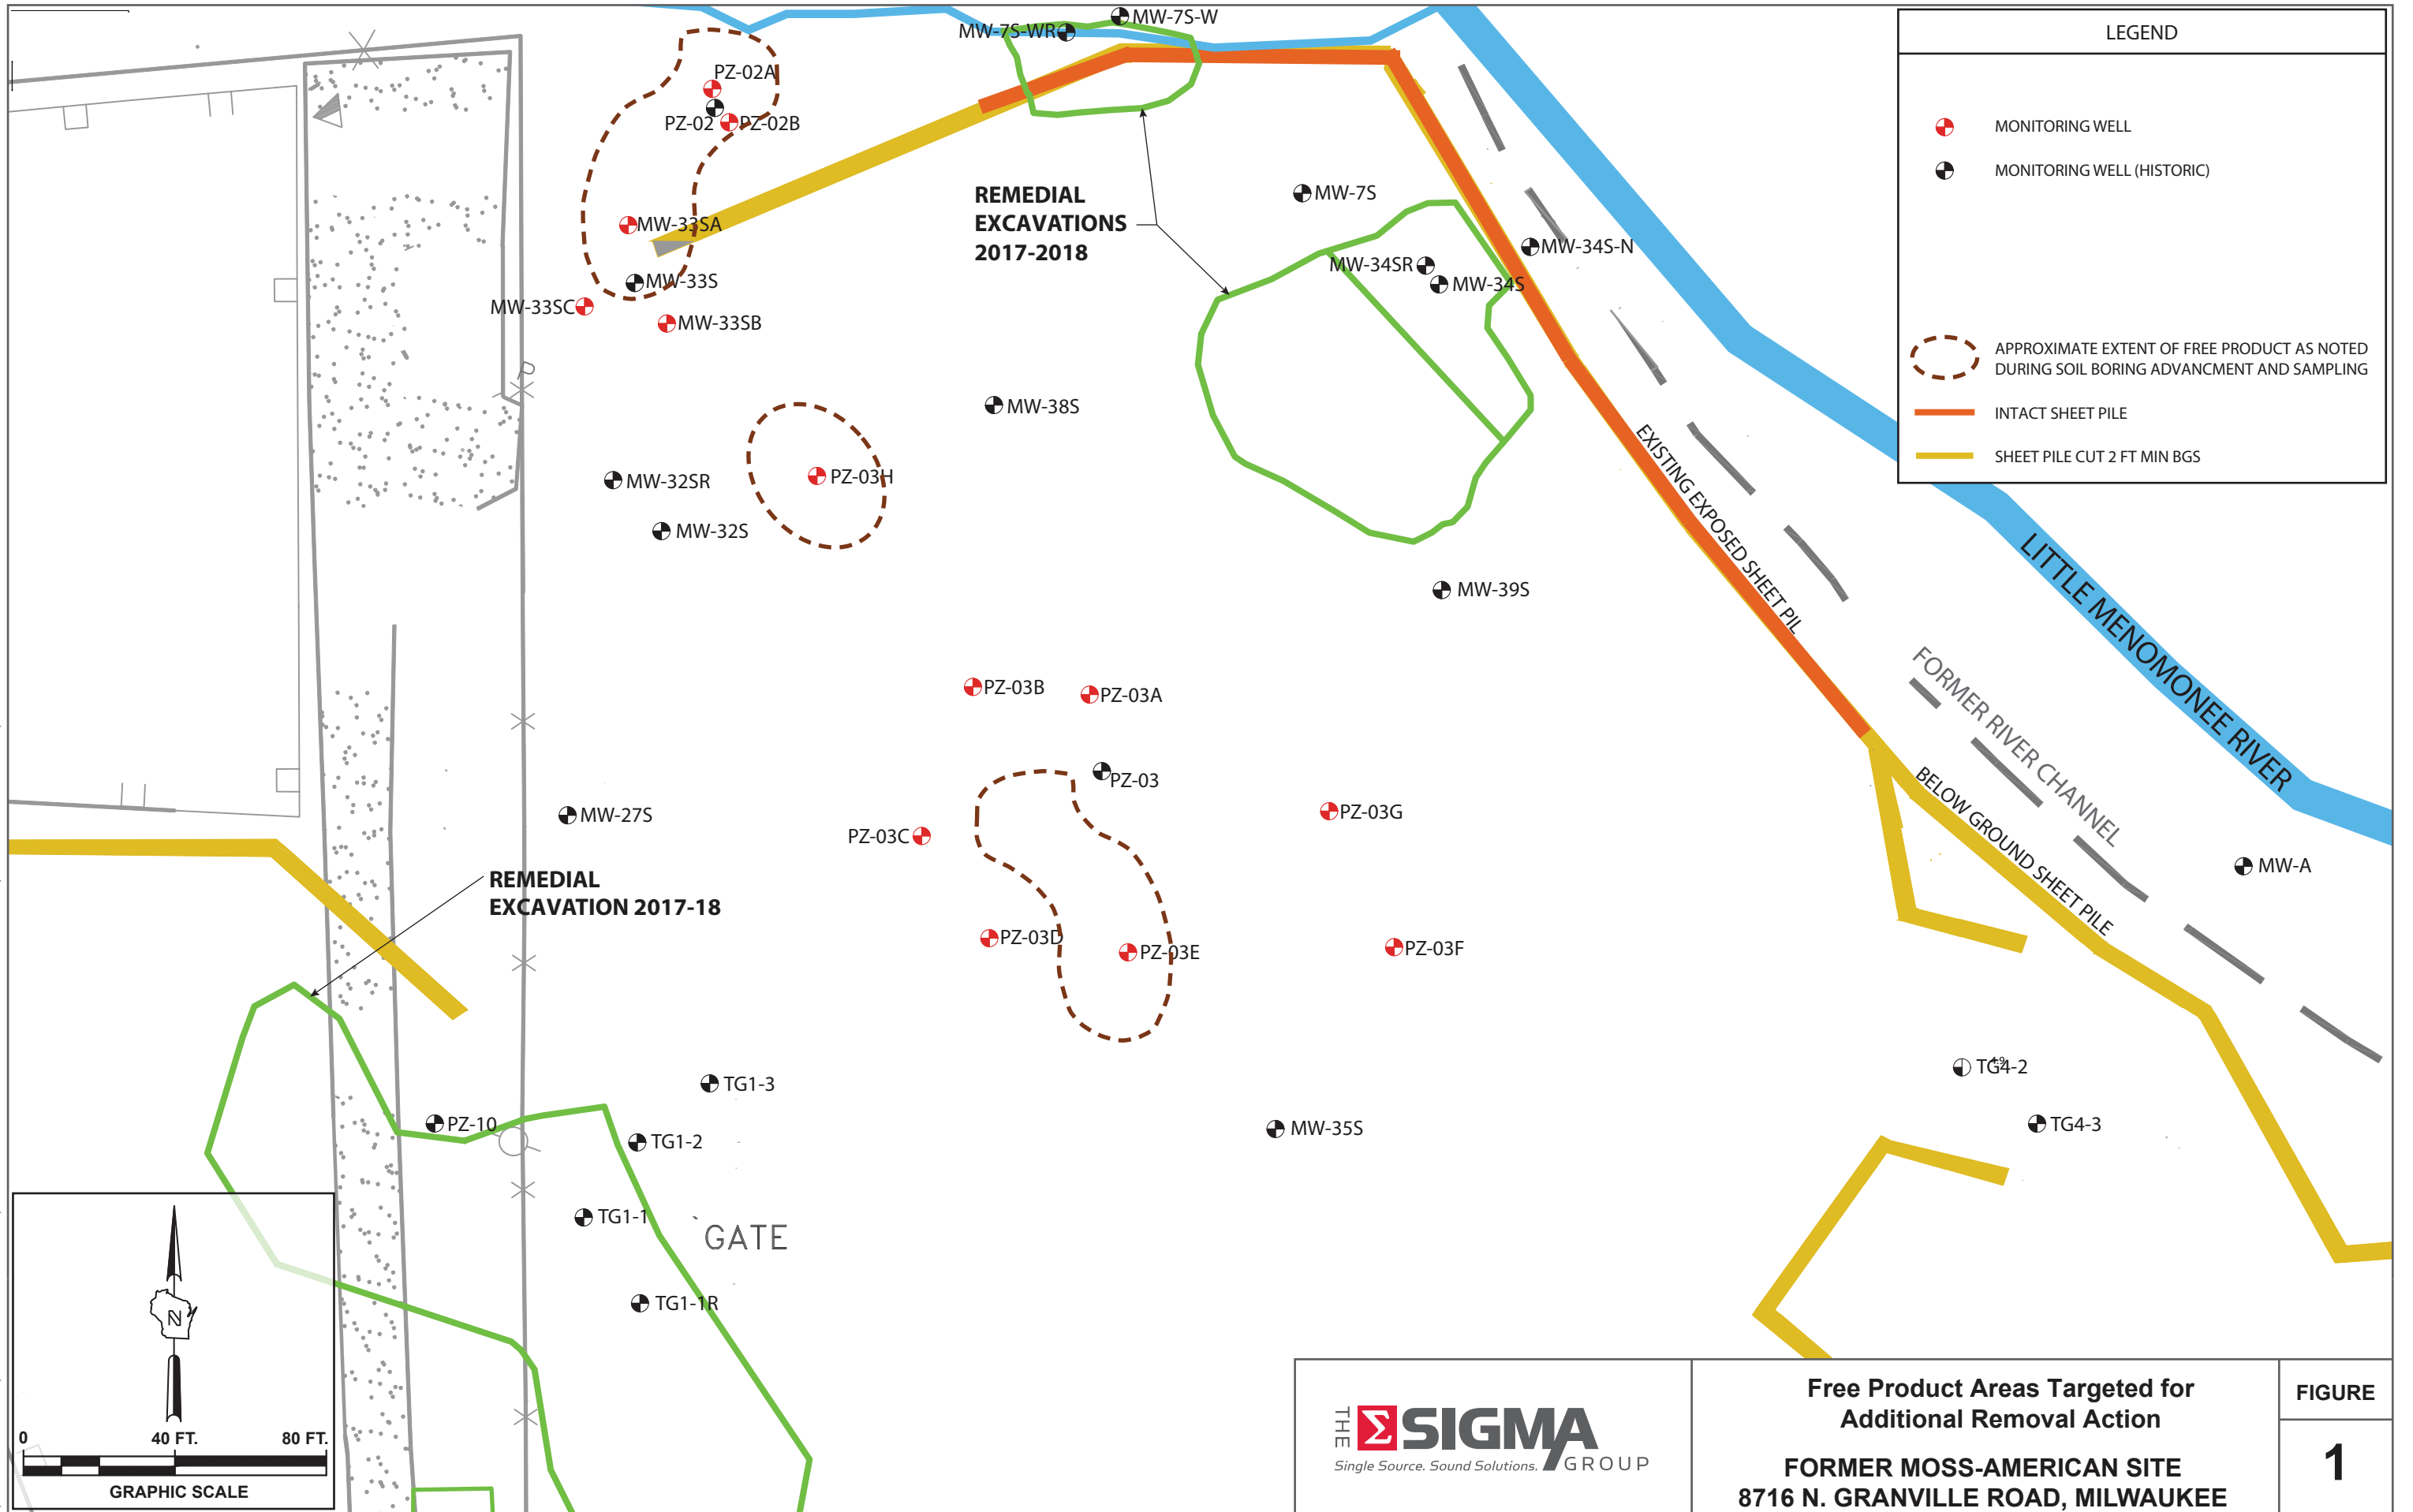 MW-7S-W
MW-7S-WR
LEGEND
PZ-02A
PZ-02
PZ-02B
MONITORING WELL
MONITORING WELL (HISTORIC)
REMEDIAL
EXCAVATIONS
2017-2018
MW-7S
MW-33SA
MW-34S-N
MW-34SR
MW-34S
MW-33S
MW-33SC
MW-33SB
APPROXIMATE EXTENT OF FREE PRODUCT AS NOTED
DURING SOIL BORING ADVANCMENT AND SAMPLING
INTACT SHEET PILE
SHEET PILE CUT 2 FT MIN BGS
MW-38S
PZ-03H
MW-32SR
MW-32S
EXISTING EXPOSED SHEET PIL
LITTLE MENOMONEE RIVER
MW-39S
FORMER RIVER CHANNEL
PZ-03B
PZ-03A
PZ-03
BELOW GROUND SHEET PILE
MW-27S
PZ-03C
PZ-03G
MW-A
REMEDIAL
EXCAVATION 2017-18
PZ-03D
PZ-03E
PZ-03F
TG4-2
TG1-3
PZ-10
TG1-2
MW-35S
TG4-3
TG1-1
GATE
TG1-1R
N
0 40 FT. 80 FT.
GRAPHIC SCALE
THE Σ SIGMA GROUP
Single Source. Sound Solutions.
Free Product Areas Targeted for
Additional Removal Action
FORMER MOSS-AMERICAN SITE
8716 N. GRANVILLE ROAD, MILWAUKEE
FIGURE
1